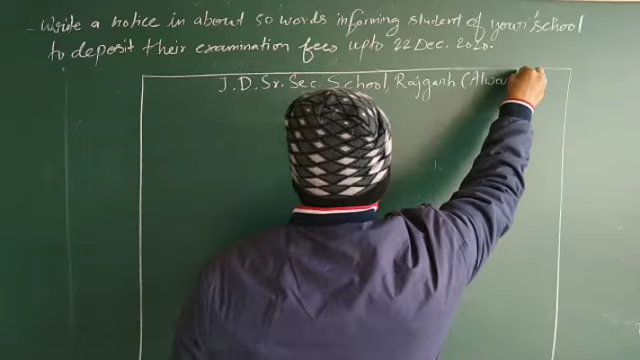 Write a notice in about 50 words informing student of your school
to deposit their examination fees upto 22 Dec. 2020.
J.D.Sr.Sec. School, Rajgarh (Alwa